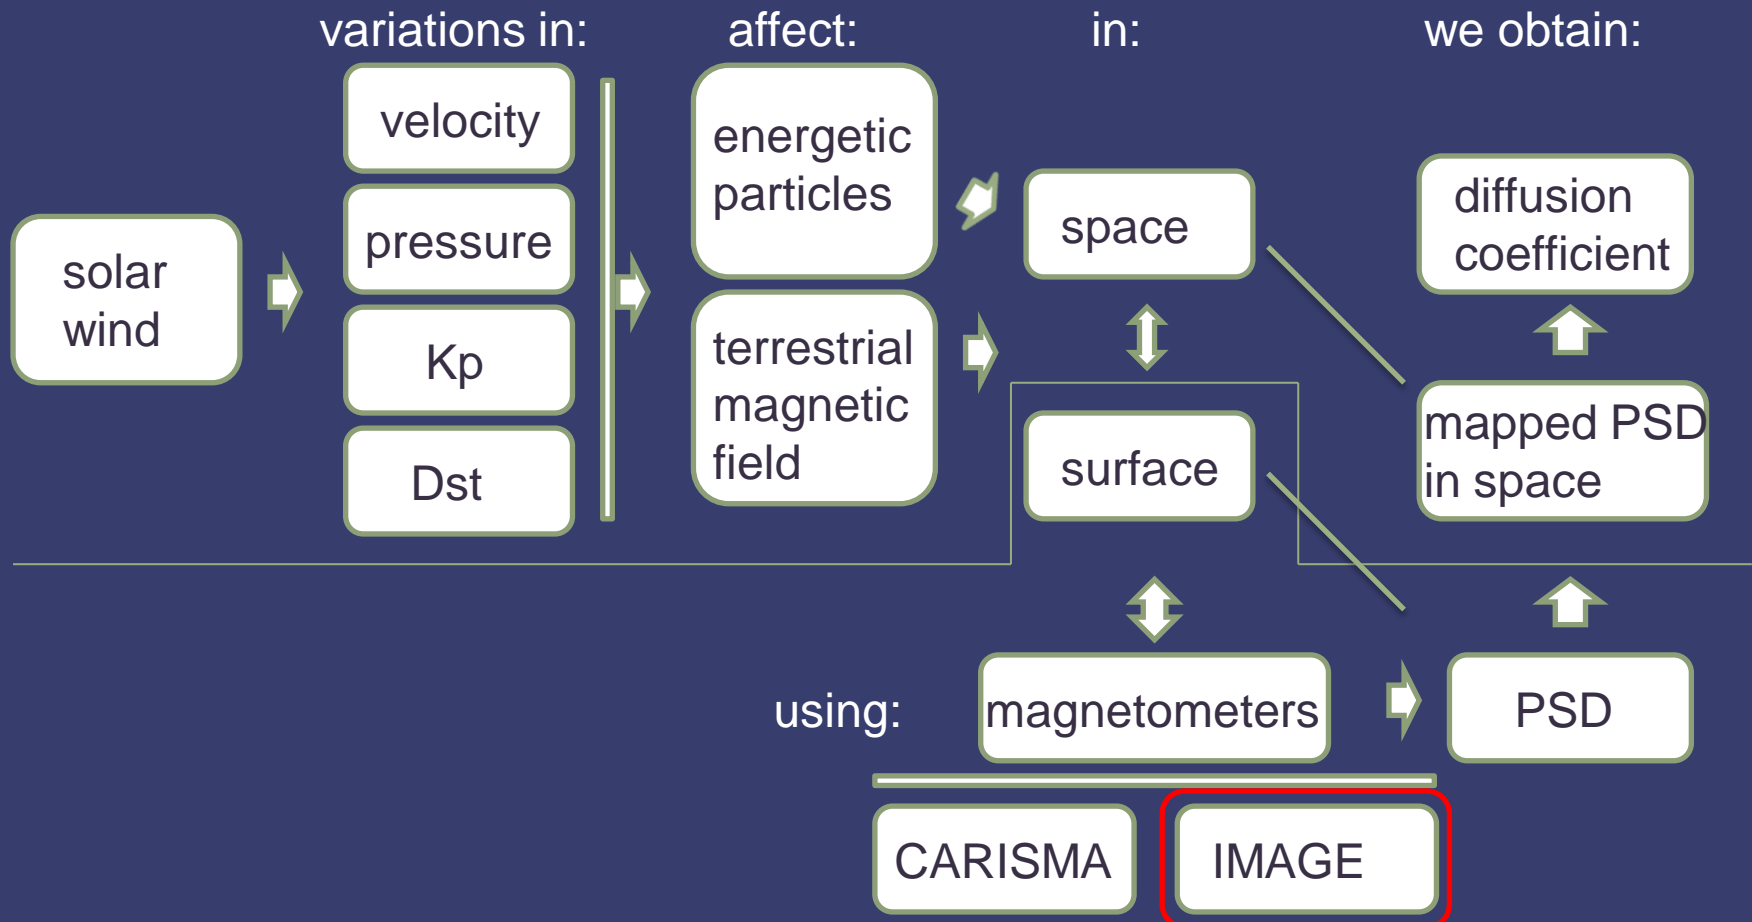 variations in:
affect:
in:
we obtain:
solar
wind
velocity
pressure
Kp
Dst
energetic
particles
terrestrial
magnetic
field
space
surface
diffusion
coefficient
mapped PSD
in space
using:
magnetometers
PSD
CARISMA
IMAGE